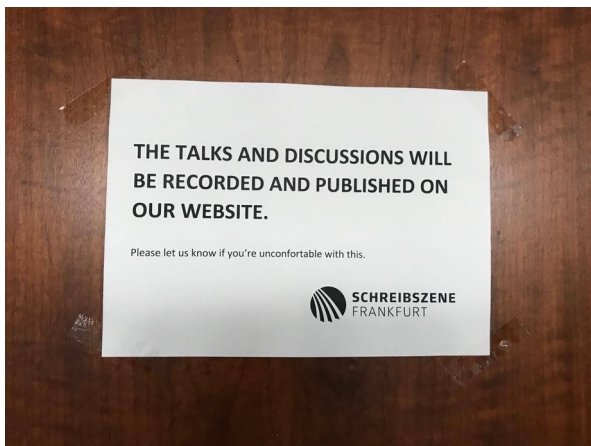 THE TALKS AND DISCUSSIONS WILL
BE RECORDED AND PUBLISHED ON
OUR WEBSITE.
Please let us know if you're unconfortable with this.
SCHREIBSZENE
FRANKFURT